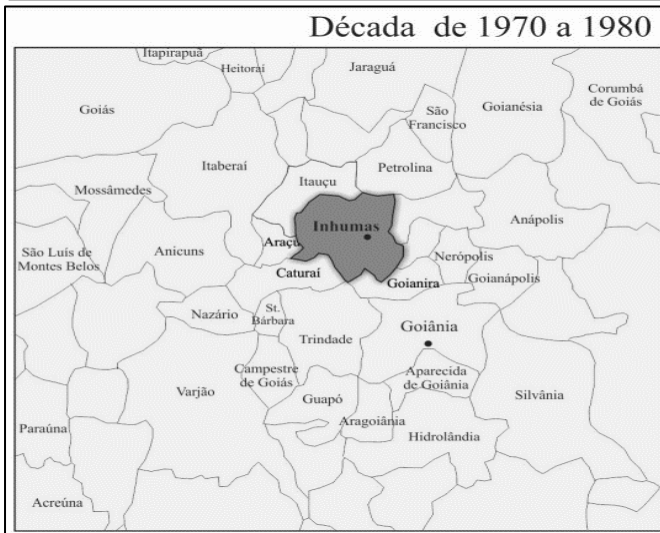 Década de 1970 a 1980
Itapirapuã
Heitoraí
Jaraguá
Corumbá
de Goiás
Goiás
São
Francisco
Goianésia
Itaberaí
Petrolina
Itauçu
Mossâmedes
Inhumas
Anápolis
São Luís de
Montes Belos
Anicuns
Araçu
Nerópolis
Caturaí
Goianira
Goianápolis
Nazário
St.
Bárbara
Goiânia
Trindade
Campestre
de Goiás
Aparecida
de Goiânia
Varjão
Guapó
Silvânia
Aragoiânia
Paraúna
Hidrolândia
Acreúna